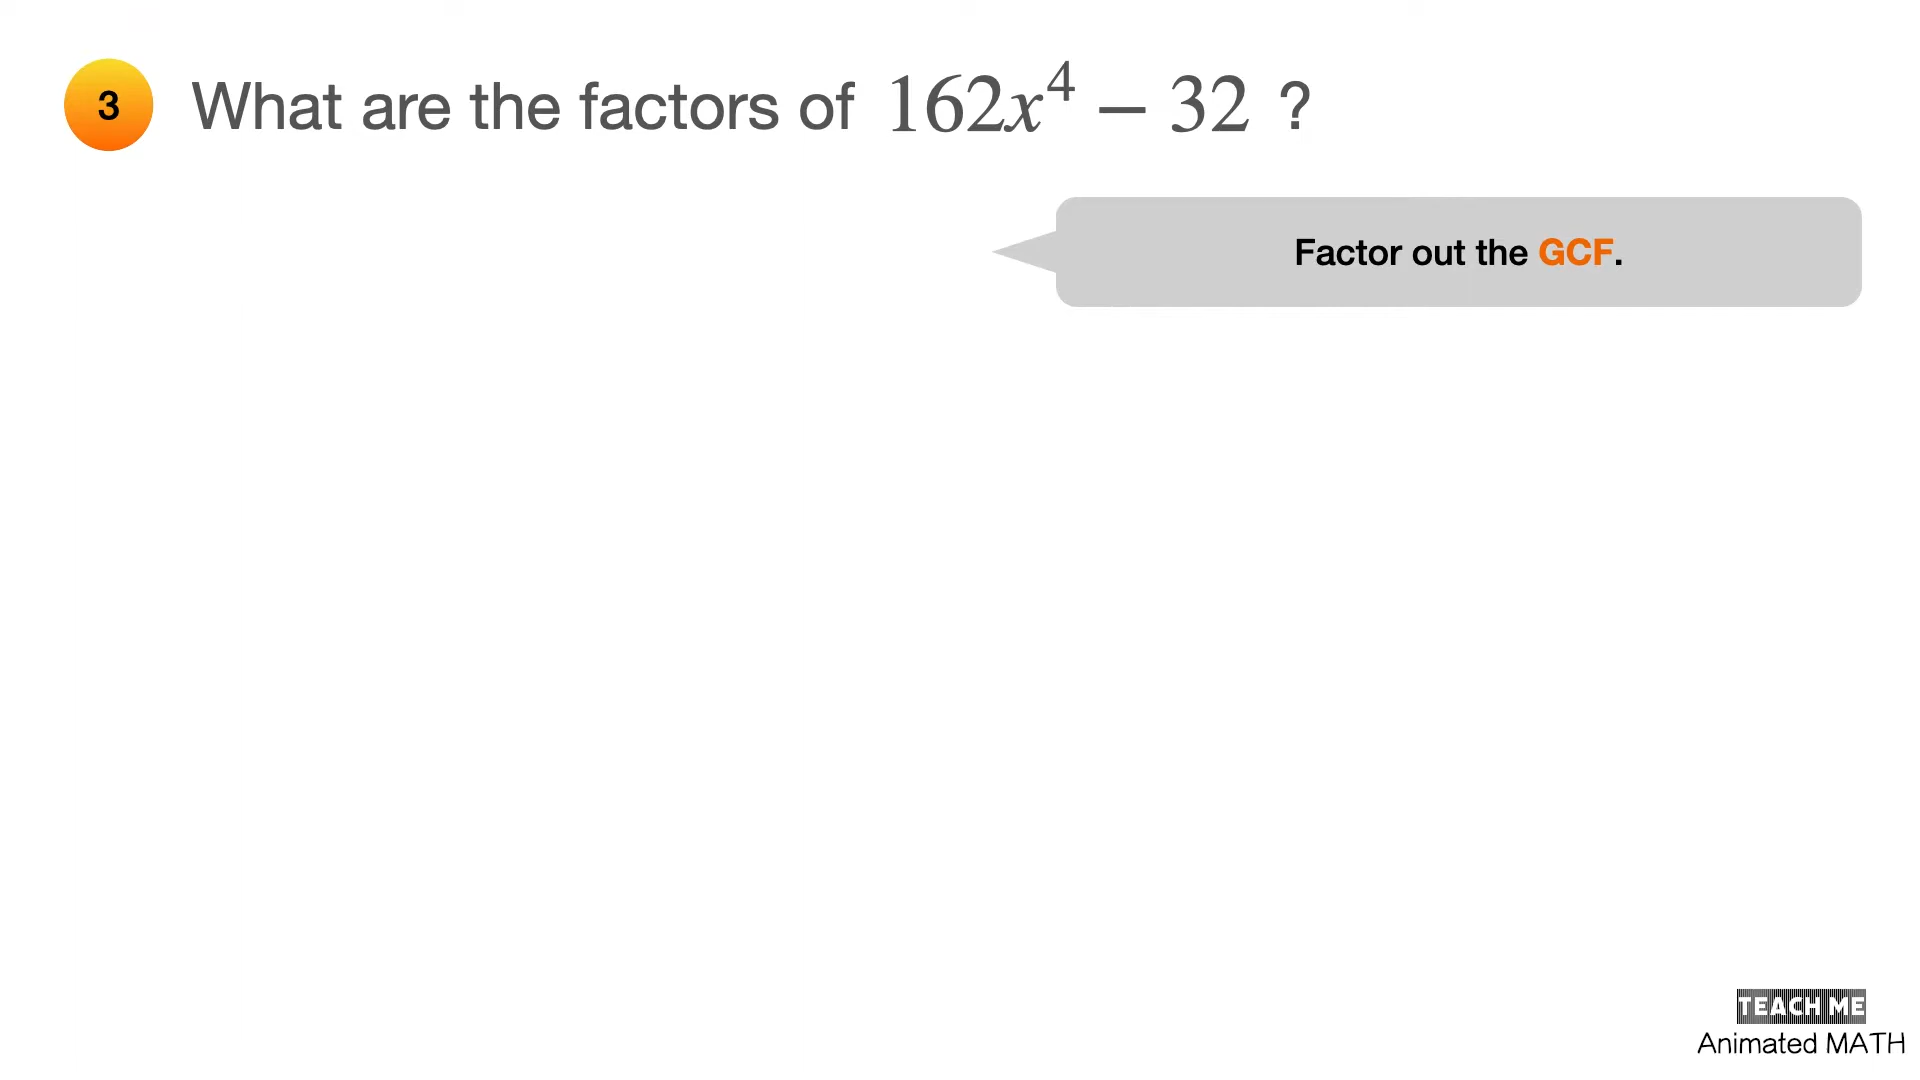 3 What are the factors of 162x⁴ − 32 ?
Factor out the GCF.
TEACH ME
Animated MATH